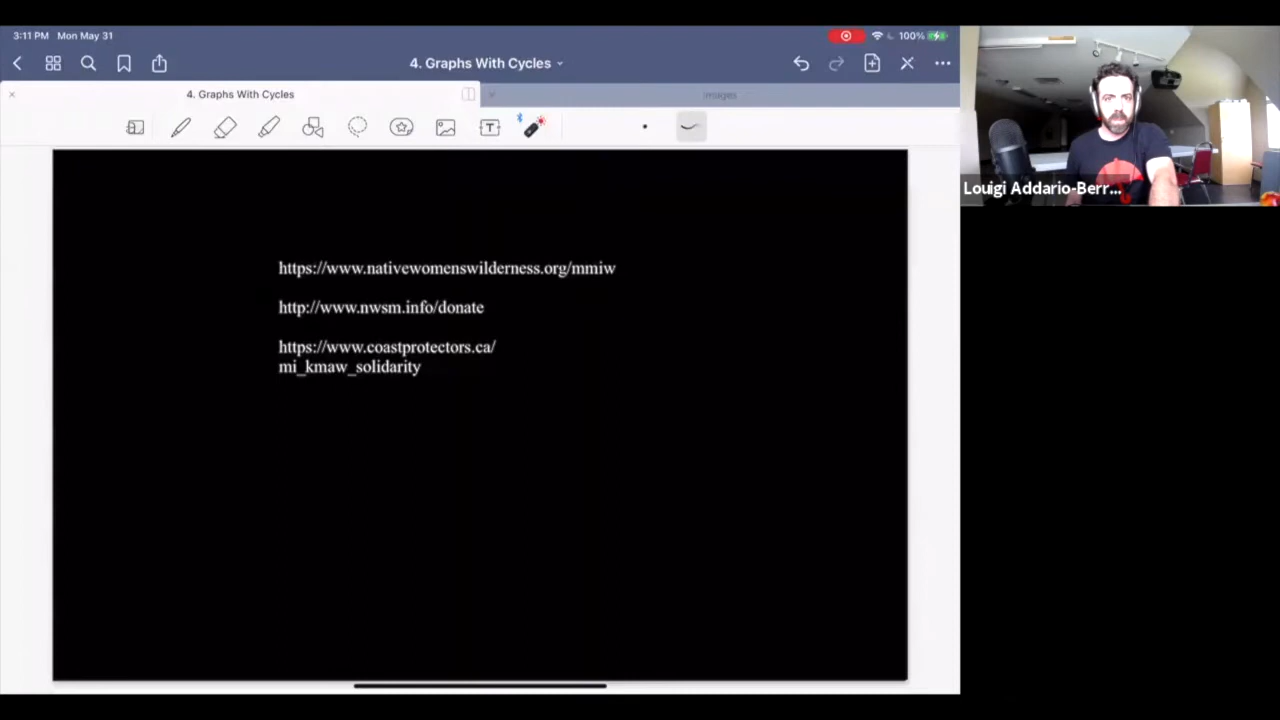 3:11 PM Mon May 31
100%
4. Graphs With Cycles
4. Graphs With Cycles
Images
T
https://www.nativewomenswilderness.org/mmiw
http://www.nwsm.info/donate
https://www.coastprotectors.ca/
mi_kmaw_solidarity
Louigi Addario-Berr...